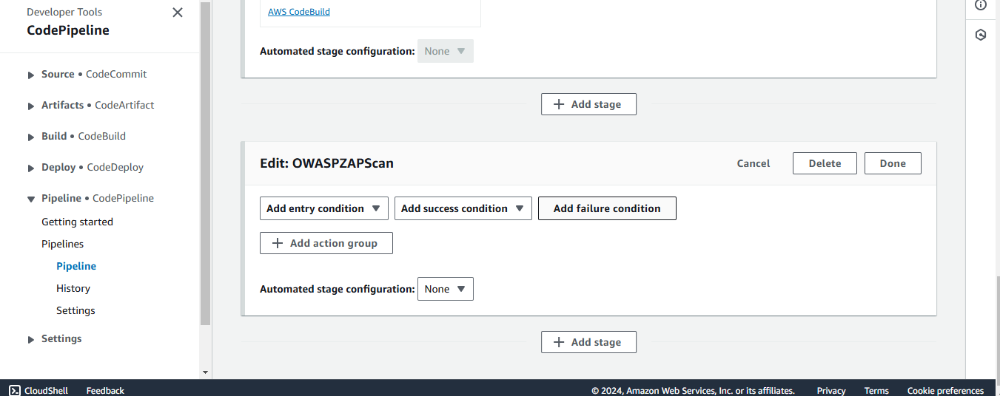 Developer Tools
CodePipeline
Source • CodeCommit
Artifacts • CodeArtifact
Build • CodeBuild
Deploy • CodeDeploy
Pipeline • CodePipeline
Getting started
Pipelines
Pipeline
History
Settings
Settings
AWS CodeBuild
Automated stage configuration: None
Add stage
Edit: OWASPZAPScan
Cancel
Delete
Done
Add entry condition
Add success condition
Add failure condition
Add action group
Automated stage configuration: None
Add stage
CloudShell
Feedback
© 2024, Amazon Web Services, Inc. or its affiliates.
Privacy
Terms
Cookie preferences